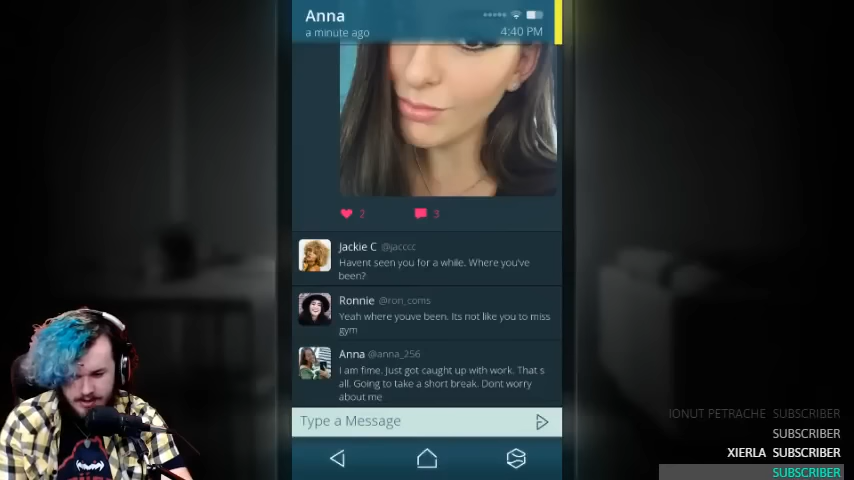 Anna
a minute ago
4:40 PM
2
3
Jackie C @jacccc
Havent seen you for a while. Where you've
been?
Ronnie @ron_coms
Yeah where youve been. Its not like you to miss
gym
Anna @anna_256
I am fime. Just got caught up with work. That s
all. Going to take a short break. Dont worry
about me
Type a Message
IONUT PETRACHE SUBSCRIBER
SUBSCRIBER
XIERLA SUBSCRIBER
SUBSCRIBER